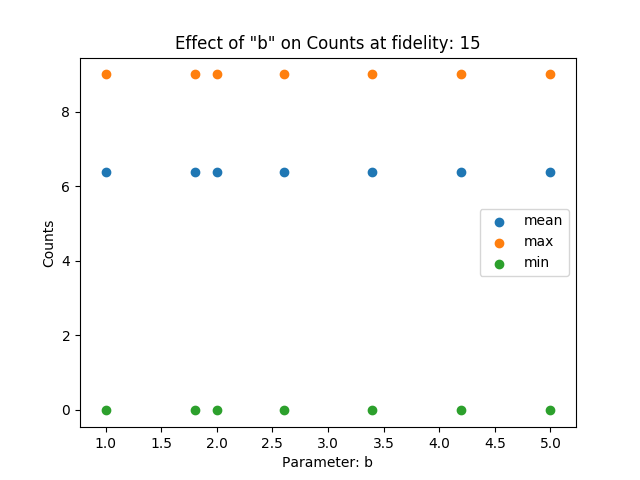 Effect of "b" on Counts at fidelity: 15
Counts
8
6
4
2
0
mean
max
min
1.0 1.5 2.0 2.5 3.0 3.5 4.0 4.5 5.0
Parameter: b